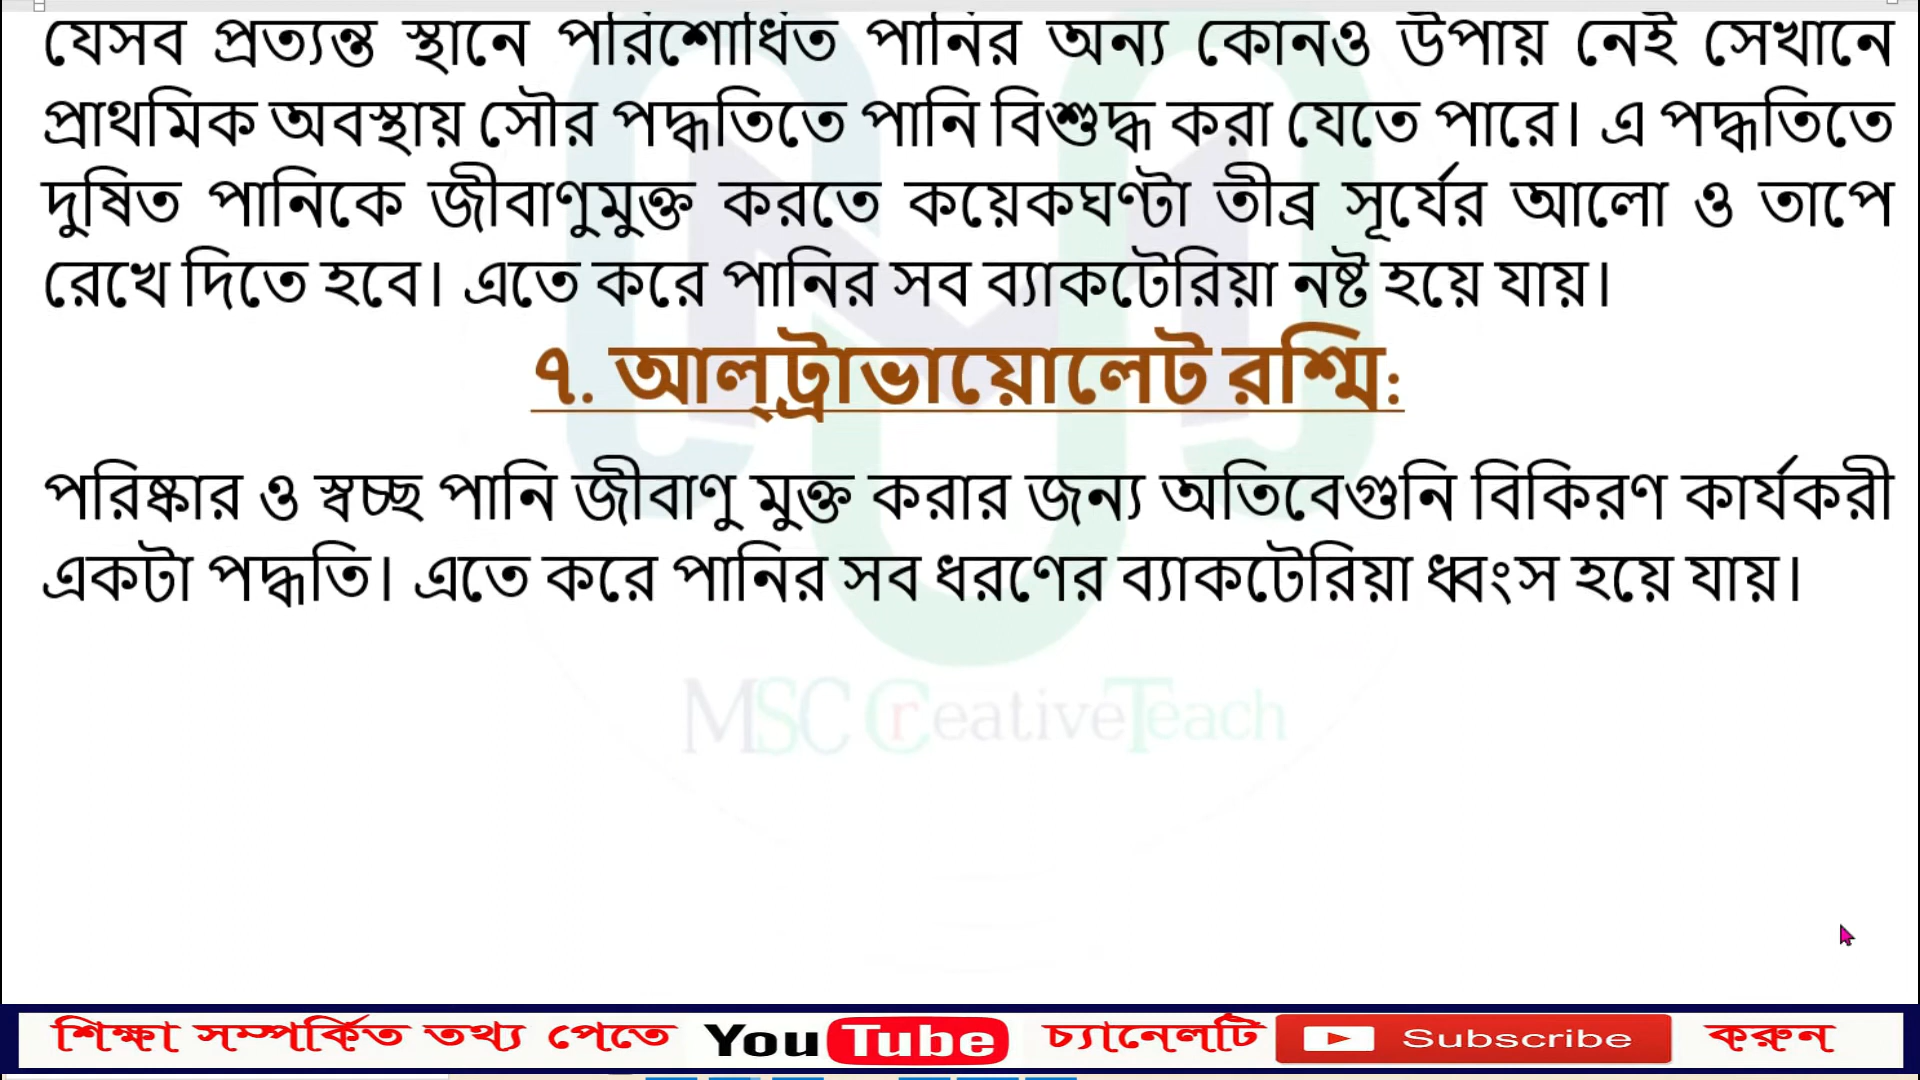 যেসব প্রত্যন্ত স্থানে পরিশোধিত পানির অন্য কোনও উপায় নেই সেখানে
প্রাথমিক অবস্থায় সৌর পদ্ধতিতে পানি বিশুদ্ধ করা যেতে পারে। এ পদ্ধতিতে
দুষিত পানিকে জীবাণুমুক্ত করতে কয়েকঘণ্টা তীব্র সূর্যের আলো ও তাপে
রেখে দিতে হবে। এতে করে পানির সব ব্যাকটেরিয়া নষ্ট হয়ে যায়।
৭. আল্ট্রাভায়োলেট রশ্মি:
পরিষ্কার ও স্বচ্ছ পানি জীবাণু মুক্ত করার জন্য অতিবেগুনি বিকিরণ কার্যকরী
একটা পদ্ধতি। এতে করে পানির সব ধরণের ব্যাকটেরিয়া ধ্বংস হয়ে যায়।
MSC CreativeTeach
শিক্ষা সম্পর্কিত তথ্য পেতে YouTube চ্যানেলটি Subscribe করুন